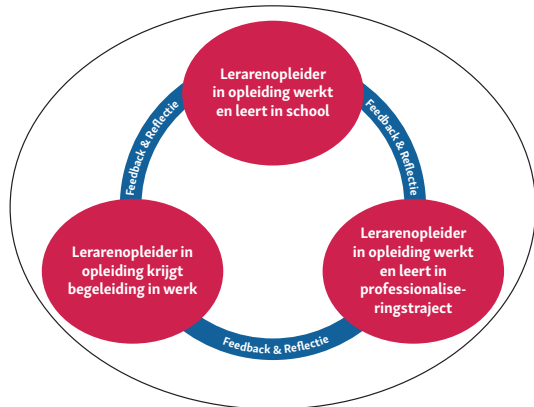 Lerarenopleider
in opleiding werkt
en leert in school
Feedback & Reflectie
Feedback & Reflectie
Lerarenopleider in
opleiding krijgt
begeleiding in werk
Lerarenopleider
in opleiding werkt
en leert in
professionalise-
ringstraject
Feedback & Reflectie